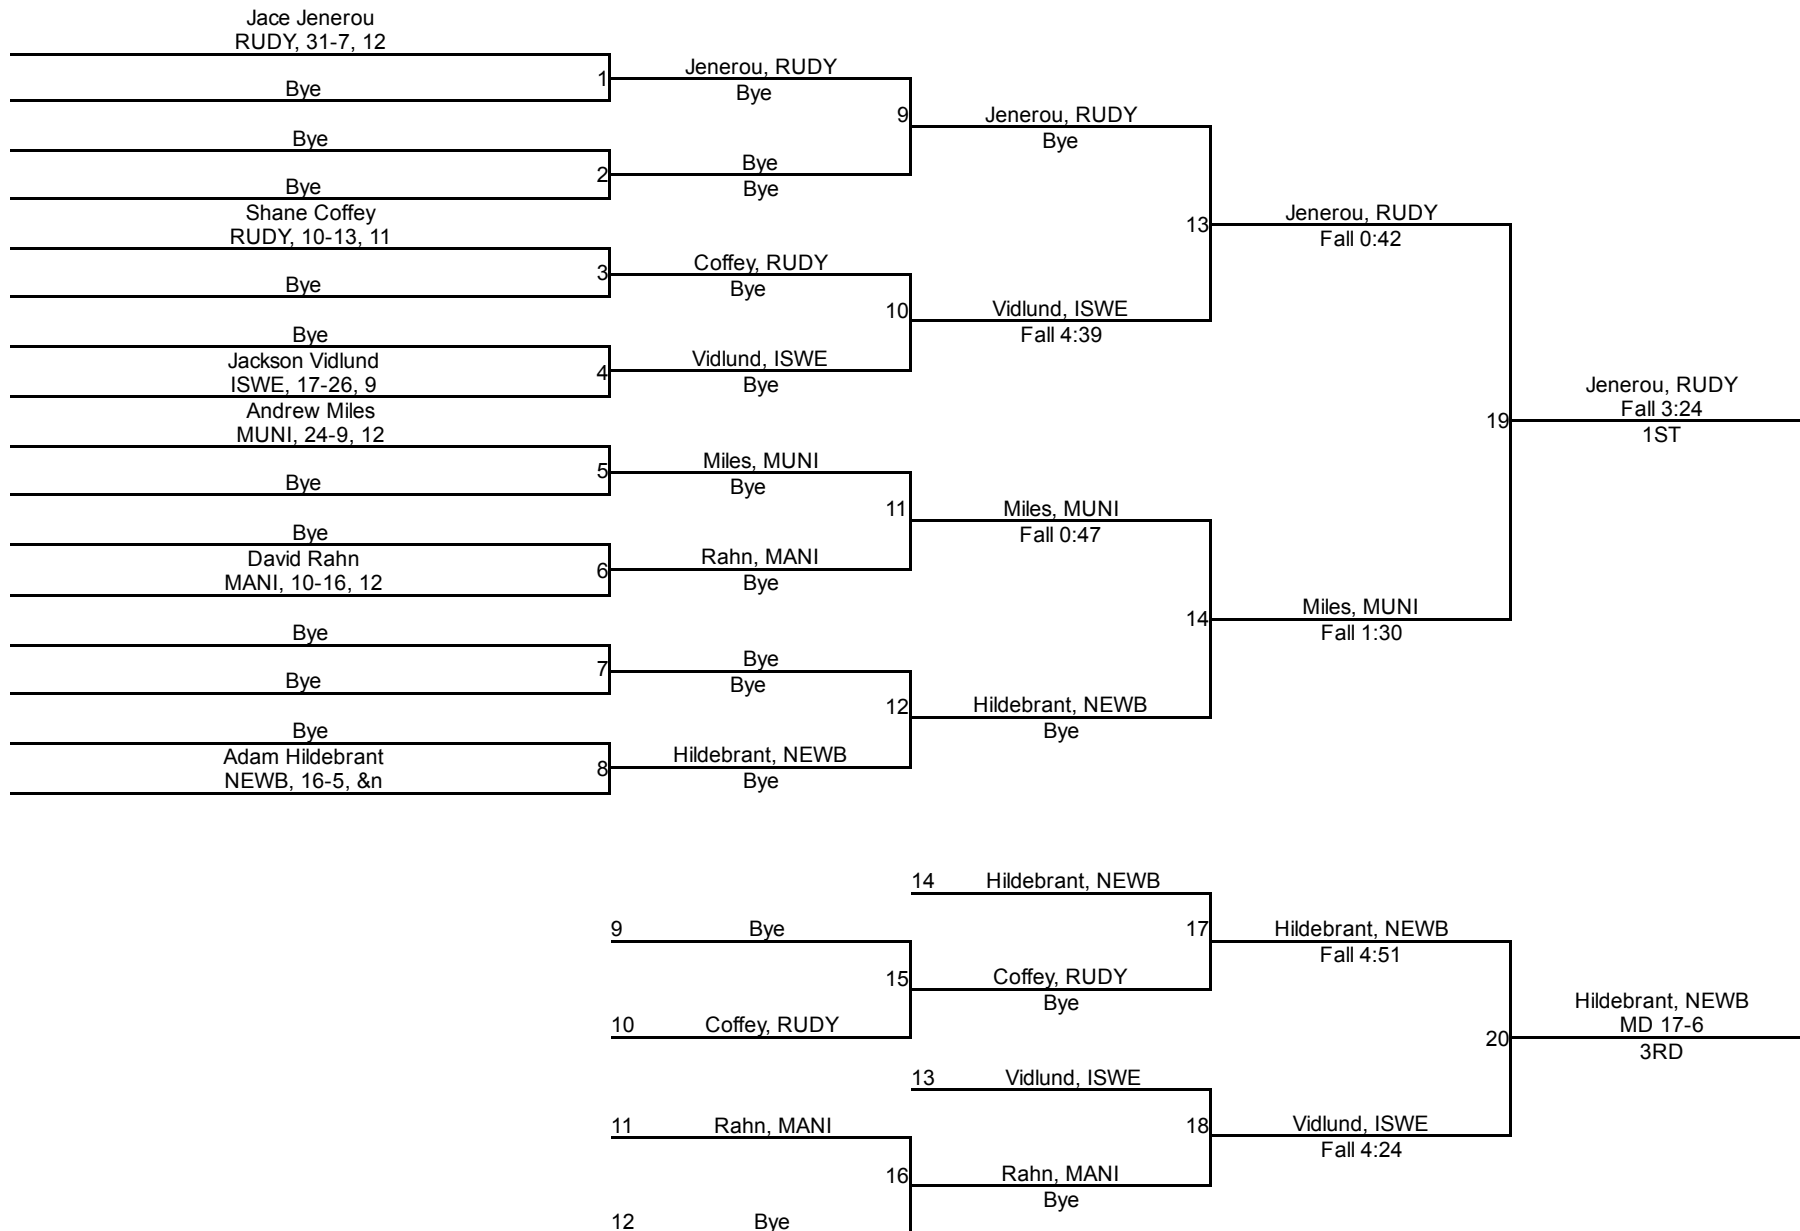 Jace Jenerou
RUDY, 31-7, 12
1
Bye
Jenerou, RUDY
Bye
9
Bye
2
Bye
Bye
Bye
Jenerou, RUDY
Bye
13
Shane Coffey
RUDY, 10-13, 11
3
Bye
Coffey, RUDY
Bye
10
Bye
Jackson Vidlund
ISWE, 17-26, 9
4
Vidlund, ISWE
Bye
Vidlund, ISWE
Fall 4:39
Jenerou, RUDY
Fall 0:42
19
Andrew Miles
MUNI, 24-9, 12
5
Bye
Miles, MUNI
Bye
11
Bye
David Rahn
MANI, 10-16, 12
6
Rahn, MANI
Bye
Miles, MUNI
Fall 0:47
14
Bye
7
Bye
Bye
Bye
12
Bye
Adam Hildebrant
NEWB, 16-5, &n
8
Hildebrant, NEWB
Bye
Hildebrant, NEWB
Bye
Miles, MUNI
Fall 1:30
Jenerou, RUDY
Fall 3:24
1ST
14 Hildebrant, NEWB
17
9 Bye
15
10 Coffey, RUDY
Coffey, RUDY
Bye
Hildebrant, NEWB
Fall 4:51
20
13 Vidlund, ISWE
18
11 Rahn, MANI
16
12 Bye
Rahn, MANI
Bye
Vidlund, ISWE
Fall 4:24
Hildebrant, NEWB
MD 17-6
3RD